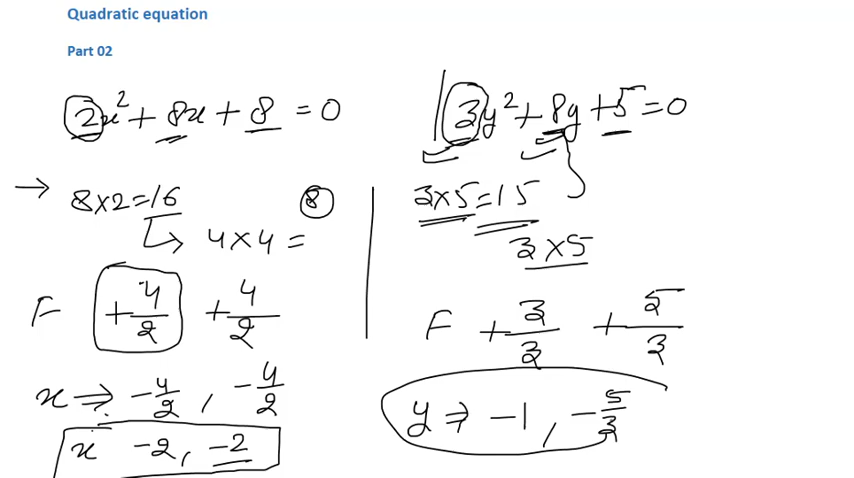 Quadratic equation
Part 02
2x² + 8x + 8 = 0
→ 8×2=16
8
↳ 4×4=
F +4/2 +4/2
x ⇒ -4/2, -4/2
x -2, -2
3y² + 8y + 5 = 0
3×5=15
3×5
F +3/3 +5/3
y ⇒ -1, -5/3